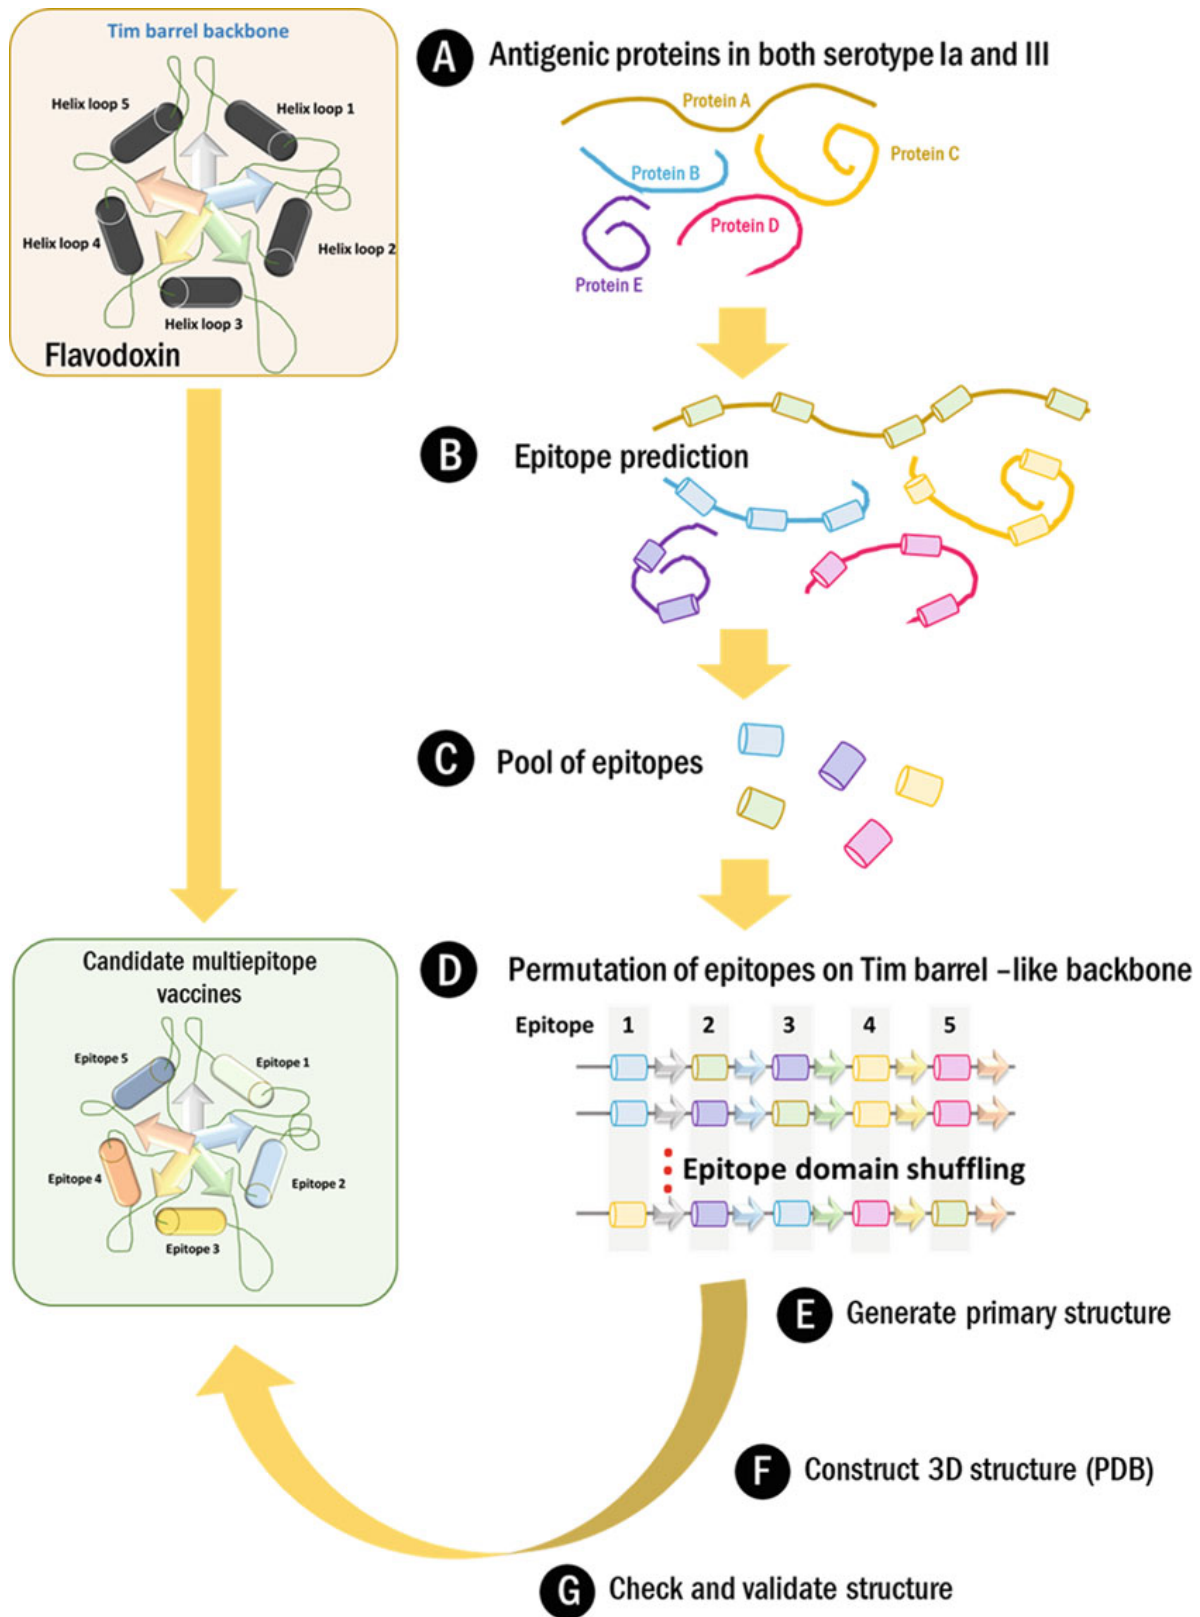 Tim barrel backbone
Helix loop 5
Helix loop 1
Helix loop 4
Helix loop 2
Helix loop 3
Flavodoxin
A
Antigenic proteins in both serotype Ia and III
Protein A
Protein B
Protein C
Protein D
Protein E
B
Epitope prediction
C
Pool of epitopes
D
Permutation of epitopes on Tim barrel –like backbone
Epitope 1 2 3 4 5
Epitope domain shuffling
Candidate multiepitope
vaccines
Epitope 5
Epitope 1
Epitope 4
Epitope 2
Epitope 3
E
Generate primary structure
F
Construct 3D structure (PDB)
G
Check and validate structure